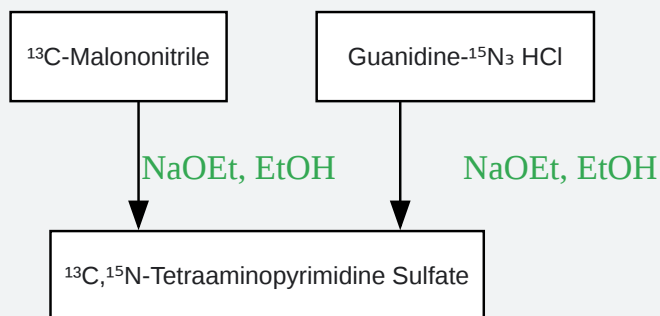 ¹³C-Malononitrile
Guanidine-¹⁵N₃ HCl
NaOEt, EtOH
NaOEt, EtOH
¹³C,¹⁵N-Tetraaminopyrimidine Sulfate